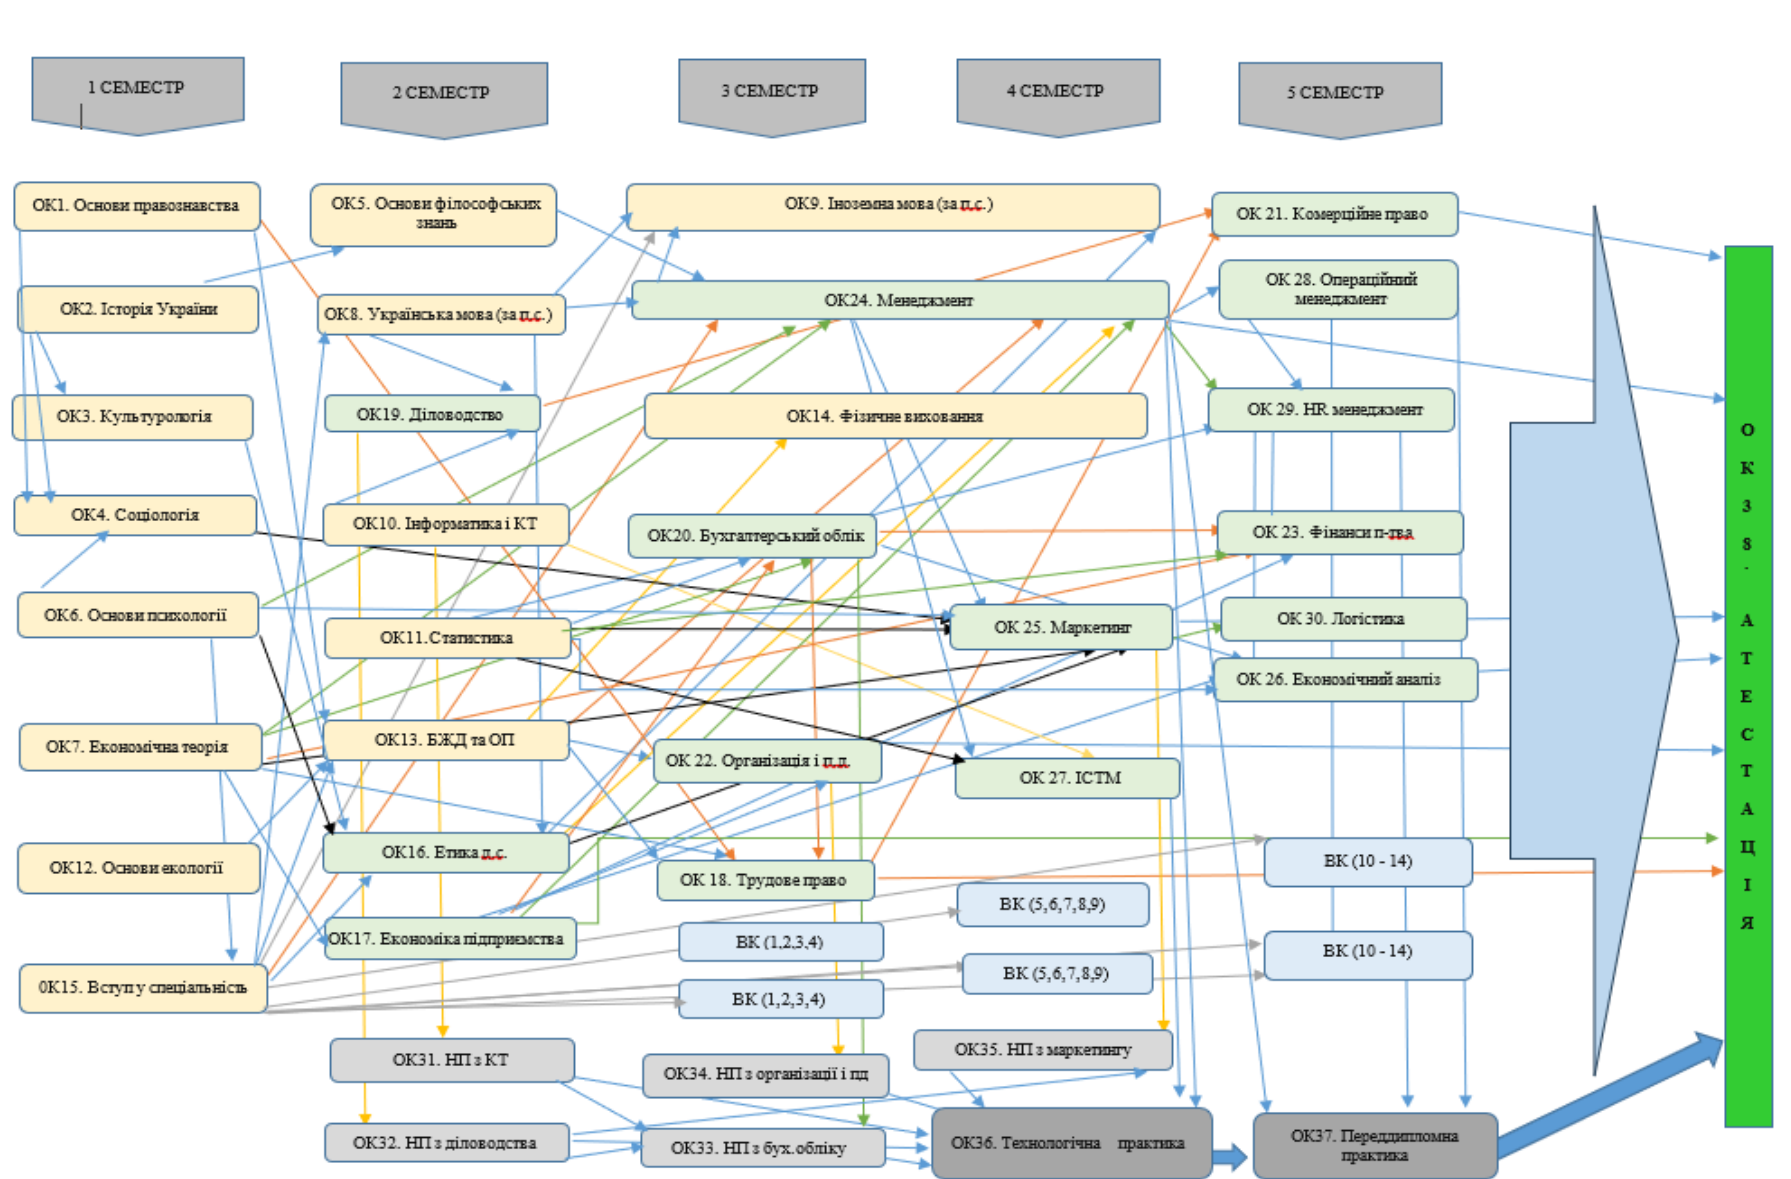 1 СЕМЕСТР
2 СЕМЕСТР
3 СЕМЕСТР
4 СЕМЕСТР
5 СЕМЕСТР
ОК1. Основи правознавства
ОК2. Історія України
ОК3. Культурологія
ОК4. Соціологія
ОК6. Основи психології
ОК7. Економічна теорія
ОК12. Основи екології
0К15. Вступ у спеціальність
ОК5. Основи філософських
знань
ОК8. Українська мова (за п.с.)
ОК19. Діловодство
ОК10. Інформатика і КТ
ОК11.Статистика
ОК13. БЖД та ОП
ОК16. Етика д.с.
ОК17. Економіка підприємства
ОК31. НП з КТ
ОК32. НП з діловодства
ОК9. Іноземна мова (за п.с.)
ОК24. Менеджмент
ОК14. Фізичне виховання
ОК20. Бухгалтерський облік
ОК 22. Організація і п.д.
ОК 18. Трудове право
ВК (1,2,3,4)
ВК (1,2,3,4)
ОК34. НП з організації і пд
ОК33. НП з бух.обліку
ОК 25. Маркетинг
ОК 27. ІСТМ
ВК (5,6,7,8,9)
ВК (5,6,7,8,9)
ОК35. НП з маркетингу
ОК36. Технологічна практика
ОК 21. Комерційне право
ОК 28. Операційний
менеджмент
ОК 29. HR менеджмент
ОК 23. Фінанси п-тва
ОК 30. Логістика
ОК 26. Економічний аналіз
ВК (10 - 14)
ВК (10 - 14)
ОК37. Переддипломна
практика
О
К
3
8
.
А
Т
Е
С
Т
А
Ц
І
Я